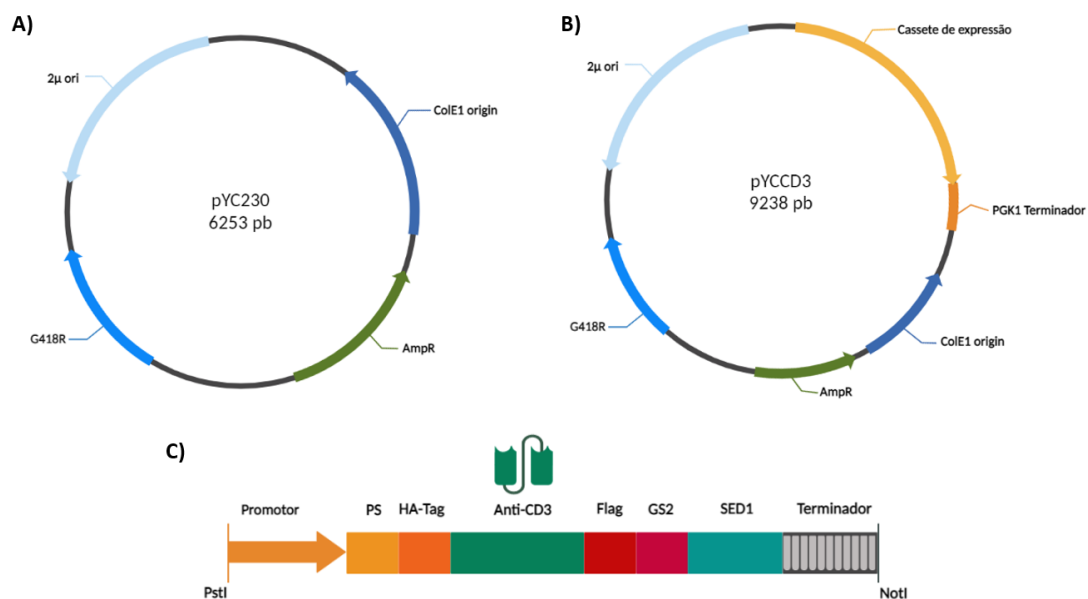 A)
2µ ori
ColE1 origin
pYC230
6253 pb
G418R
AmpR
B)
Cassete de expressão
2µ ori
pYCCD3
9238 pb
PGK1 Terminador
G418R
ColE1 origin
AmpR
C)
Promotor PS HA-Tag Anti-CD3 Flag GS2 SED1 Terminador
PstI NotI